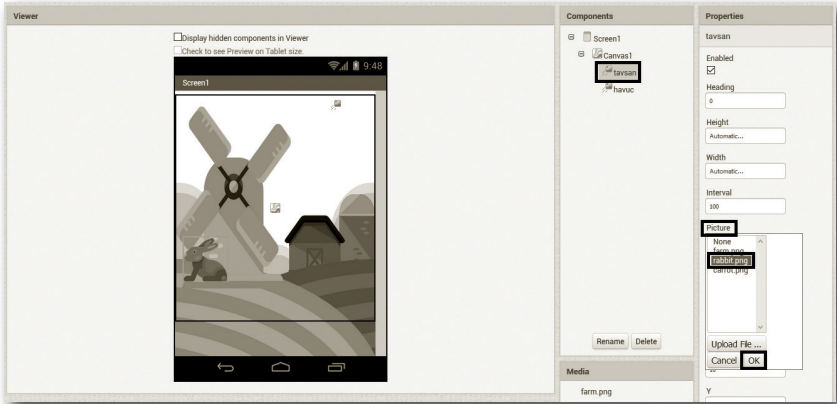 Viewer
Display hidden components in Viewer
Check to see Preview on Tablet size.
9:48
Screen1
Components
Screen1
Canvas1
tavsan
havuc
Rename Delete
Media
farm.png
Properties
tavsan
Enabled
Heading
0
Height
Automatic...
Width
Automatic...
Interval
100
Picture
None
farm.png
rabbit.png
carrot.png
Upload File ...
Cancel OK
Y